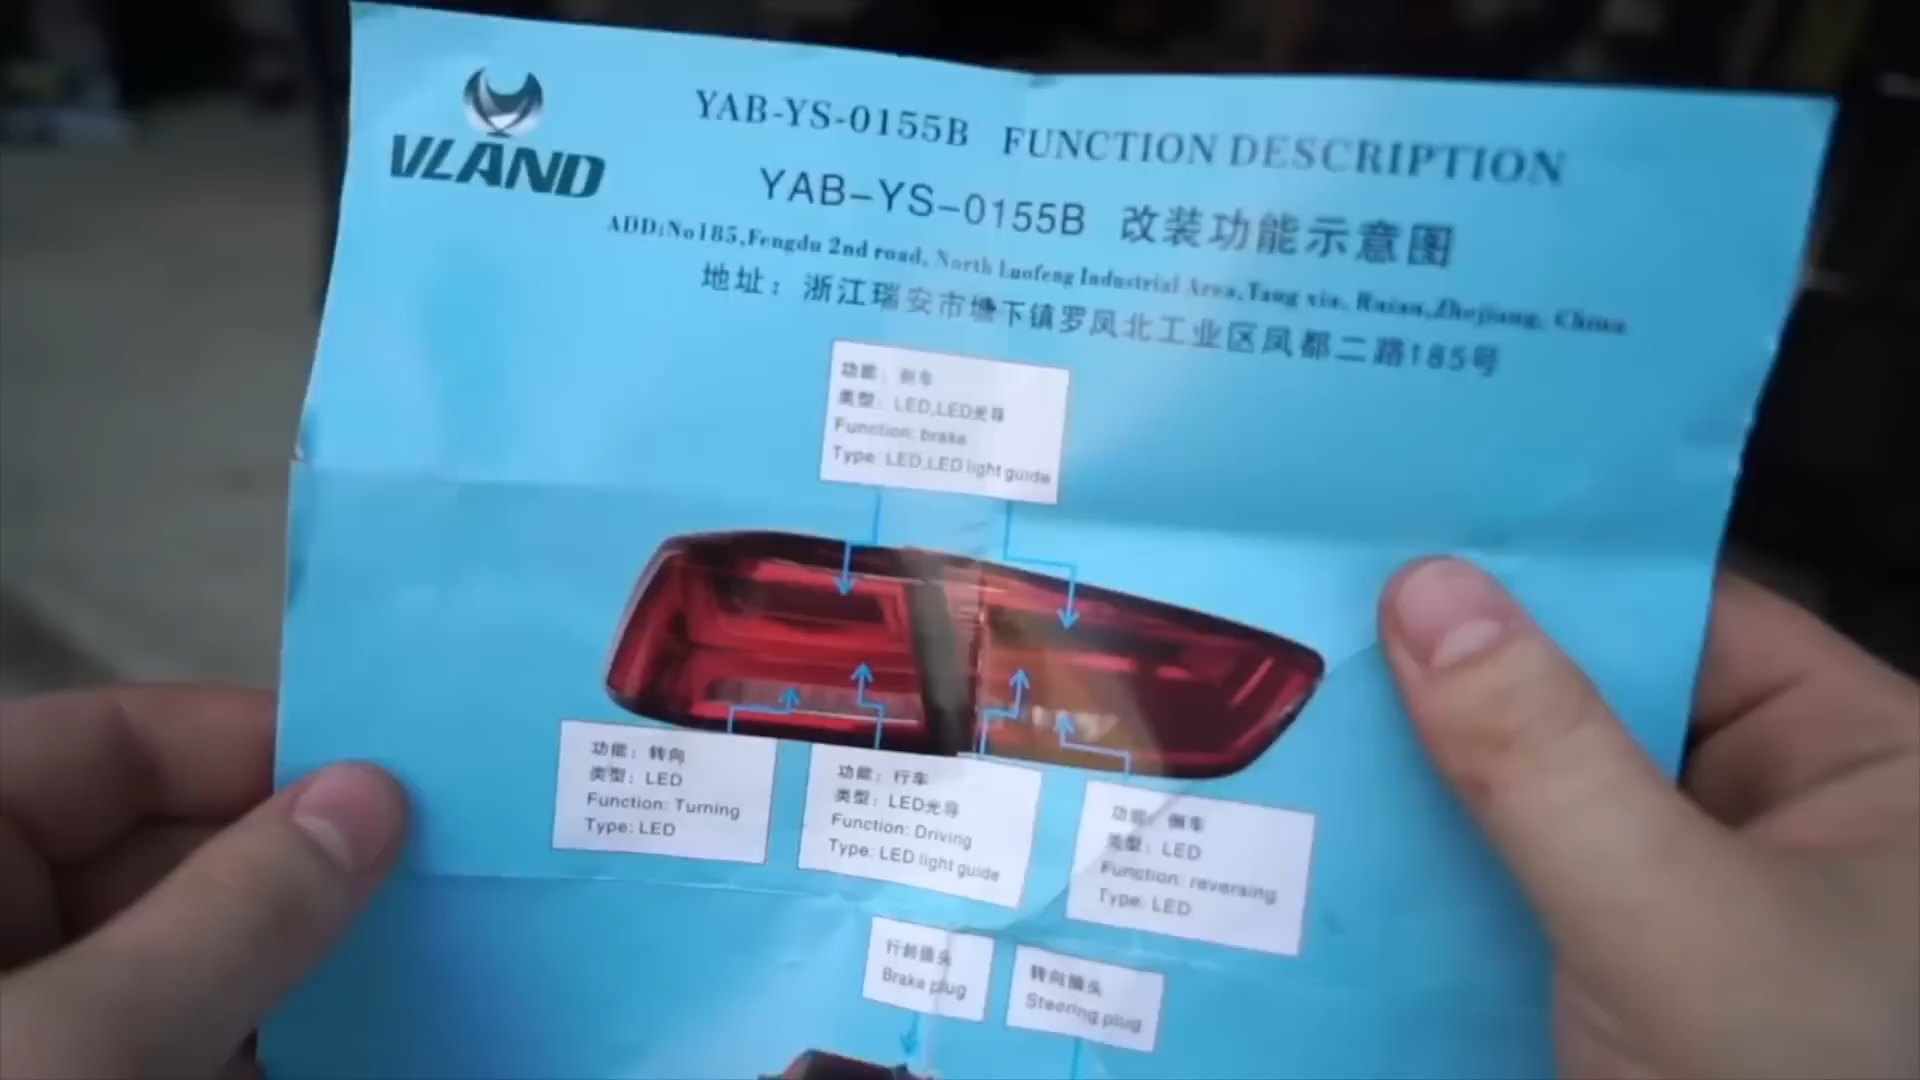 VLAND
YAB-YS-0155B FUNCTION DESCRIPTION
YAB-YS-0155B 改装功能示意图
ADD:No185,Fengdu 2nd road, North Luofeng Industrial Area,Tang xia, Ruian,Zhejiang, China
地址：浙江瑞安市塘下镇罗凤北工业区凤都二路185号
功能：刹车
类型：LED,LED光导
Function: brake
Type: LED,LED light guide
功能：转向
类型：LED
Function: Turning
Type: LED
功能：行车
类型：LED光导
Function: Driving
Type: LED light guide
功能：倒车
类型：LED
Function: reversing
Type: LED
行刹插头
Brake plug
转向插头
Steering plug